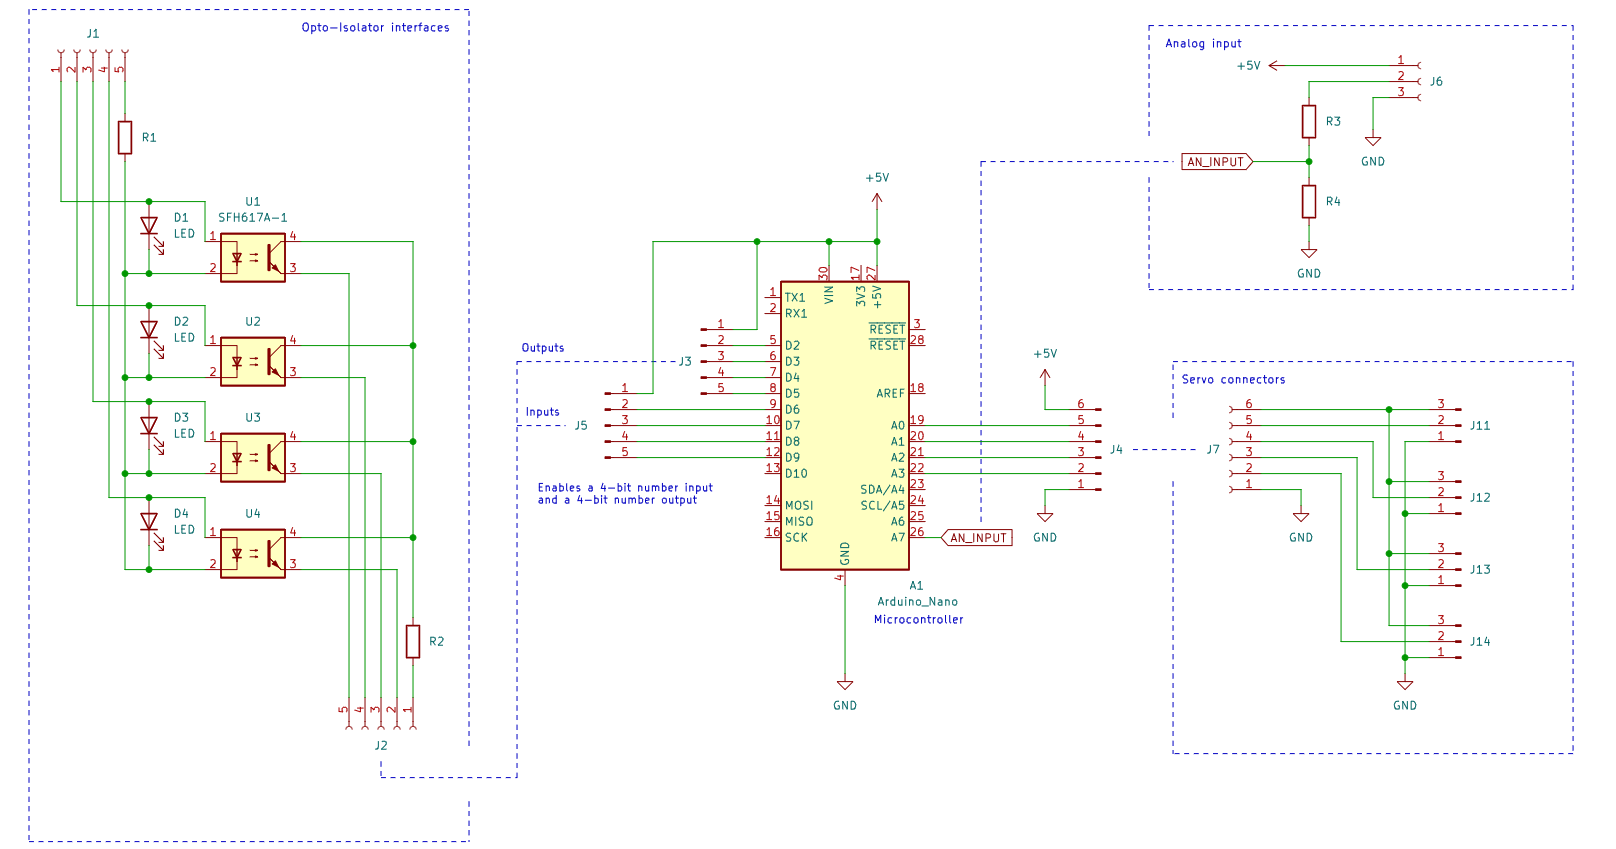 Opto-Isolator interfaces
J1
1 2 3 4 5
R1
U1
SFH617A-1
D1
LED
1 4
2 3
U2
D2
LED
1 4
2 3
U3
D3
LED
1 4
2 3
U4
D4
LED
1 4
2 3
R2
5 4 3 2 1
J2
Outputs
J3
1
2
3
4
5
Inputs
J5
1
2
3
4
5
Enables a 4-bit number input
and a 4-bit number output
+5V
30 17 27
VIN 3V3 +5V
1 TX1
2 RX1
RESET 3
5 D2 RESET 28
6 D3
7 D4
8 D5 AREF 18
9 D6
10 D7 A0 19
11 D8 A1 20
12 D9 A2 21
13 D10 A3 22
SDA/A4 23
14 MOSI SCL/A5 24
15 MISO A6 25
16 SCK A7 26
GND
4
AN_INPUT
A1
Arduino_Nano
Microcontroller
GND
+5V
6
5
4
3
2
1
J4
GND
Analog input
+5V
1
2
3
J6
R3
GND
AN_INPUT
R4
GND
Servo connectors
J7
6
5
4
3
2
1
GND
3
2
1
J11
3
2
1
J12
3
2
1
J13
3
2
1
J14
GND